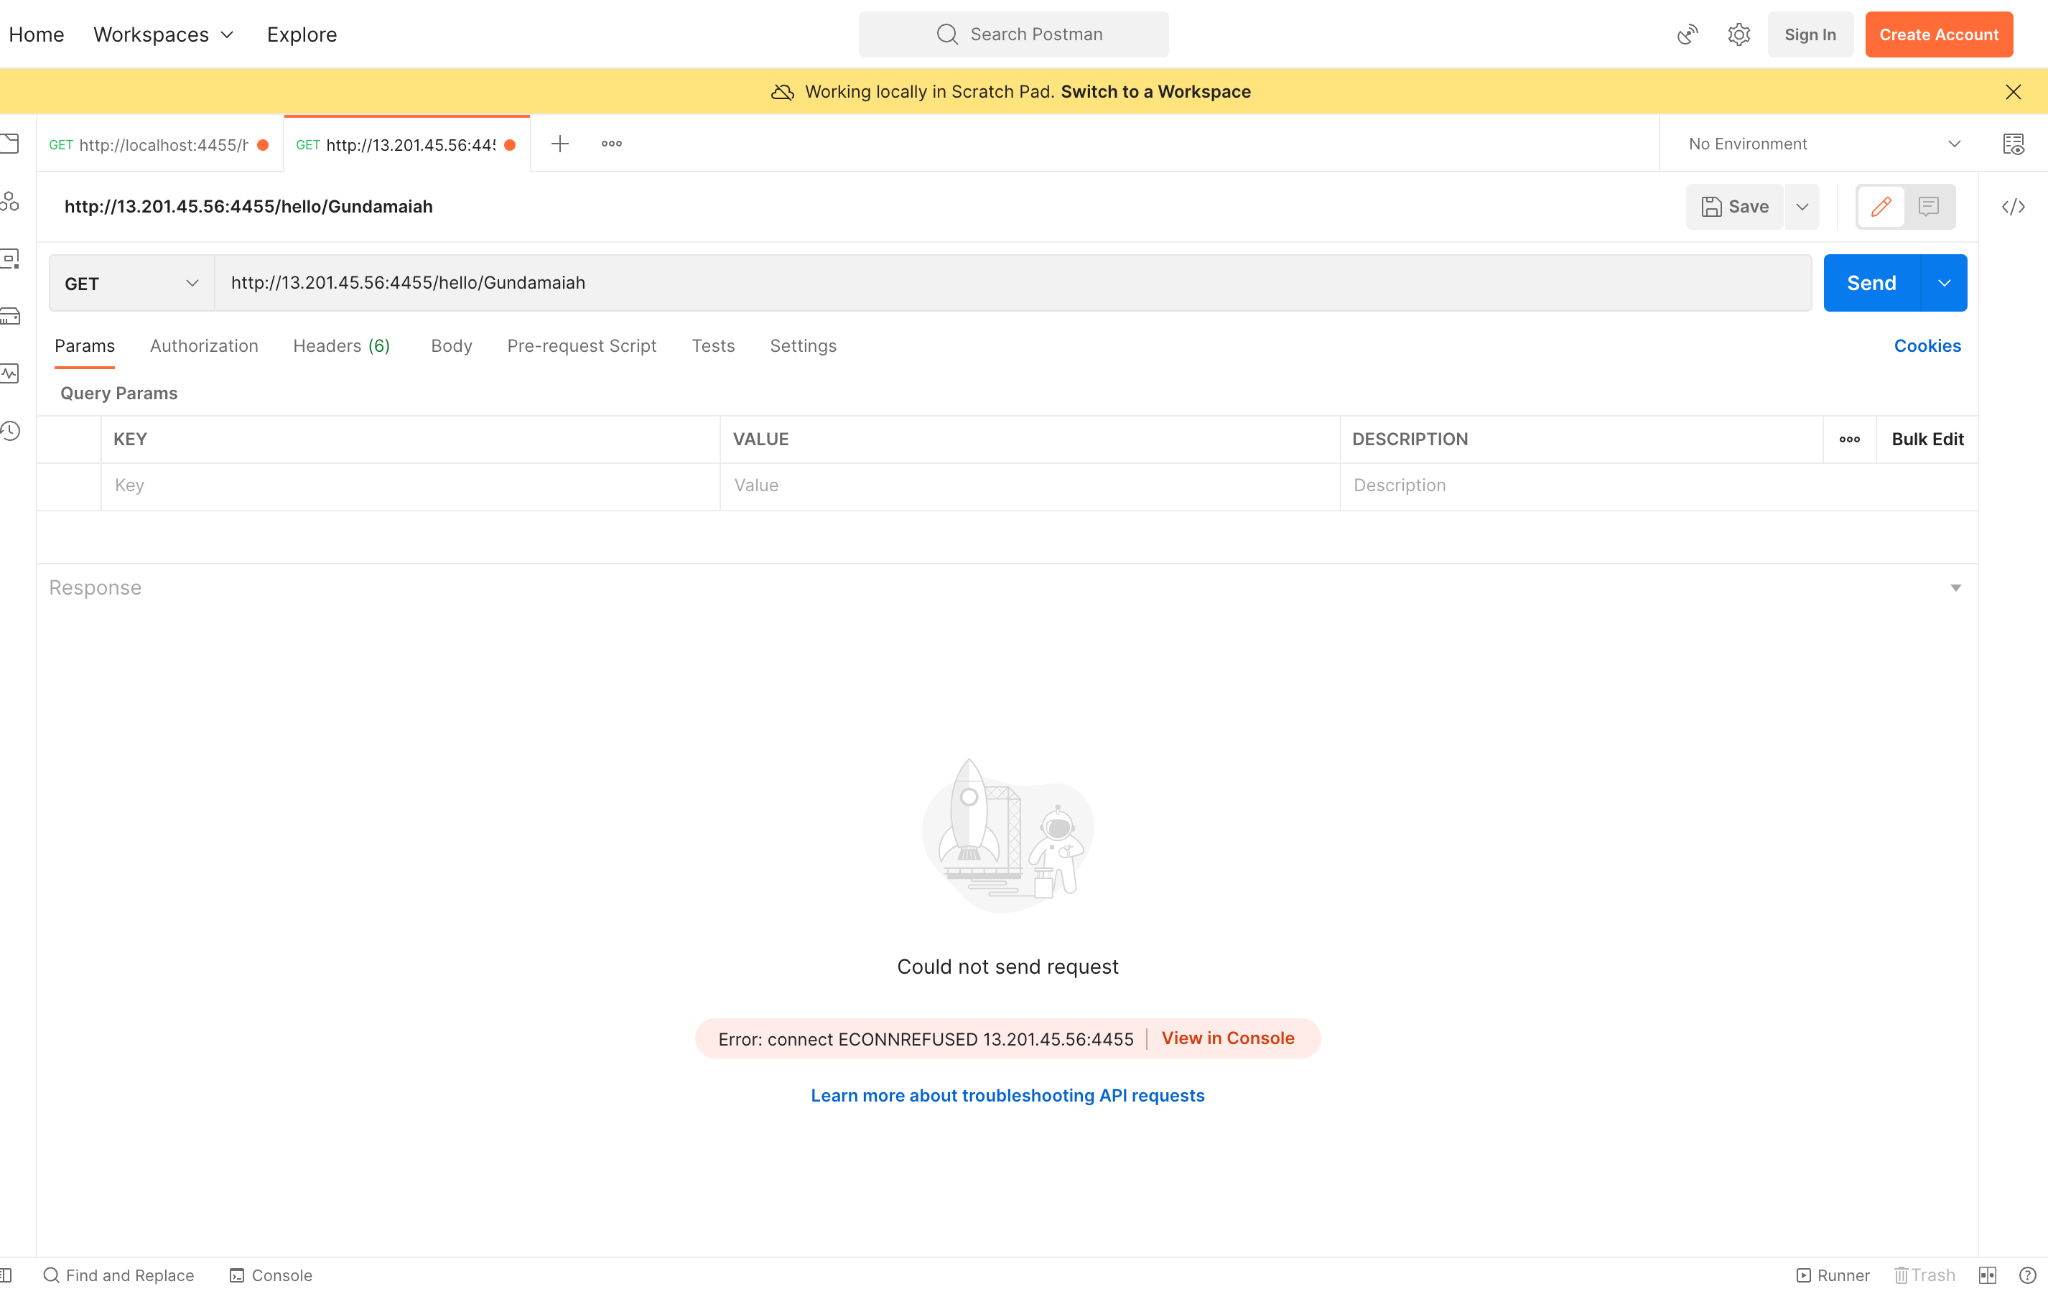 Home Workspaces Explore Search Postman Sign In Create Account
Working locally in Scratch Pad. Switch to a Workspace
GET http://localhost:4455/h GET http://13.201.45.56:445 No Environment
http://13.201.45.56:4455/hello/Gundamaiah Save
GET http://13.201.45.56:4455/hello/Gundamaiah Send
Params Authorization Headers (6) Body Pre-request Script Tests Settings Cookies
Query Params
KEY VALUE DESCRIPTION Bulk Edit
Key Value Description
Response
Could not send request
Error: connect ECONNREFUSED 13.201.45.56:4455 View in Console
Learn more about troubleshooting API requests
Find and Replace Console Runner Trash